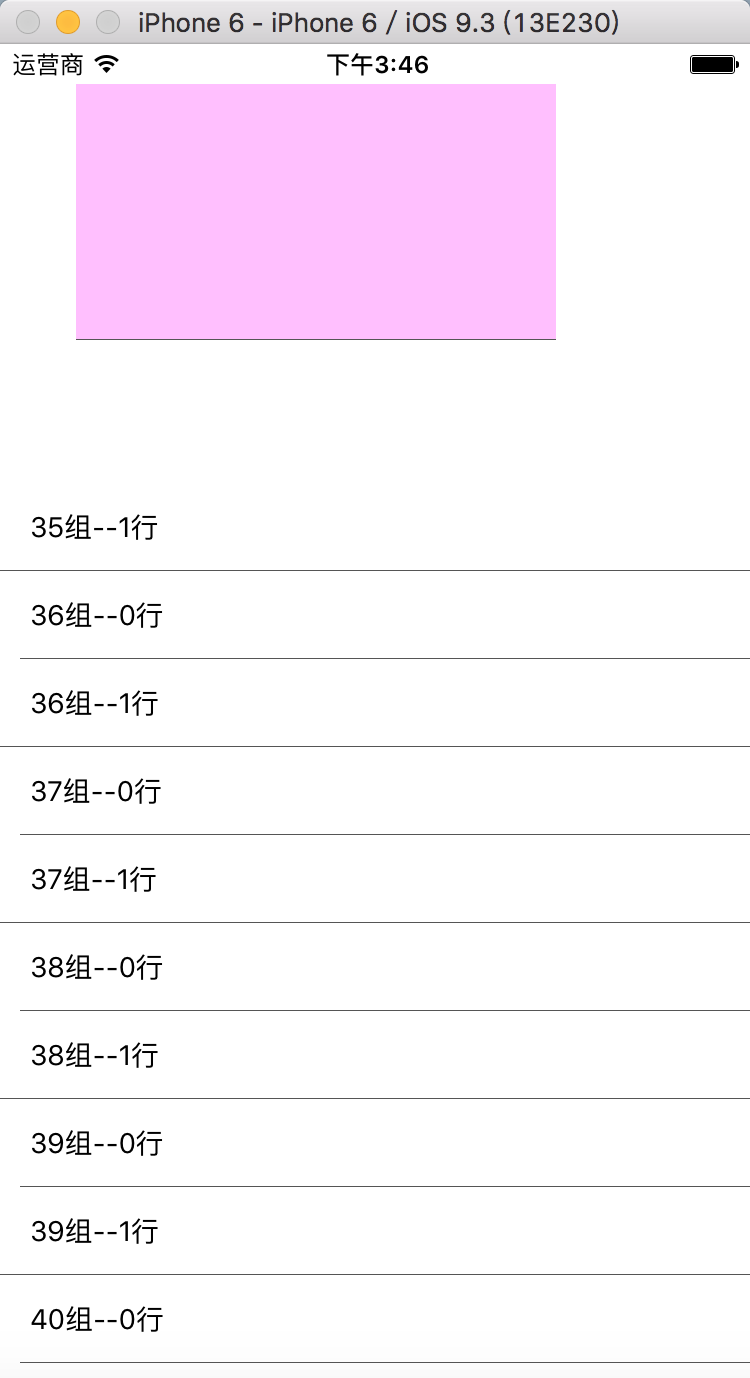 iPhone 6 - iPhone 6 / iOS 9.3 (13E230)
运营商 下午3:46
35组--1行
36组--0行
36组--1行
37组--0行
37组--1行
38组--0行
38组--1行
39组--0行
39组--1行
40组--0行